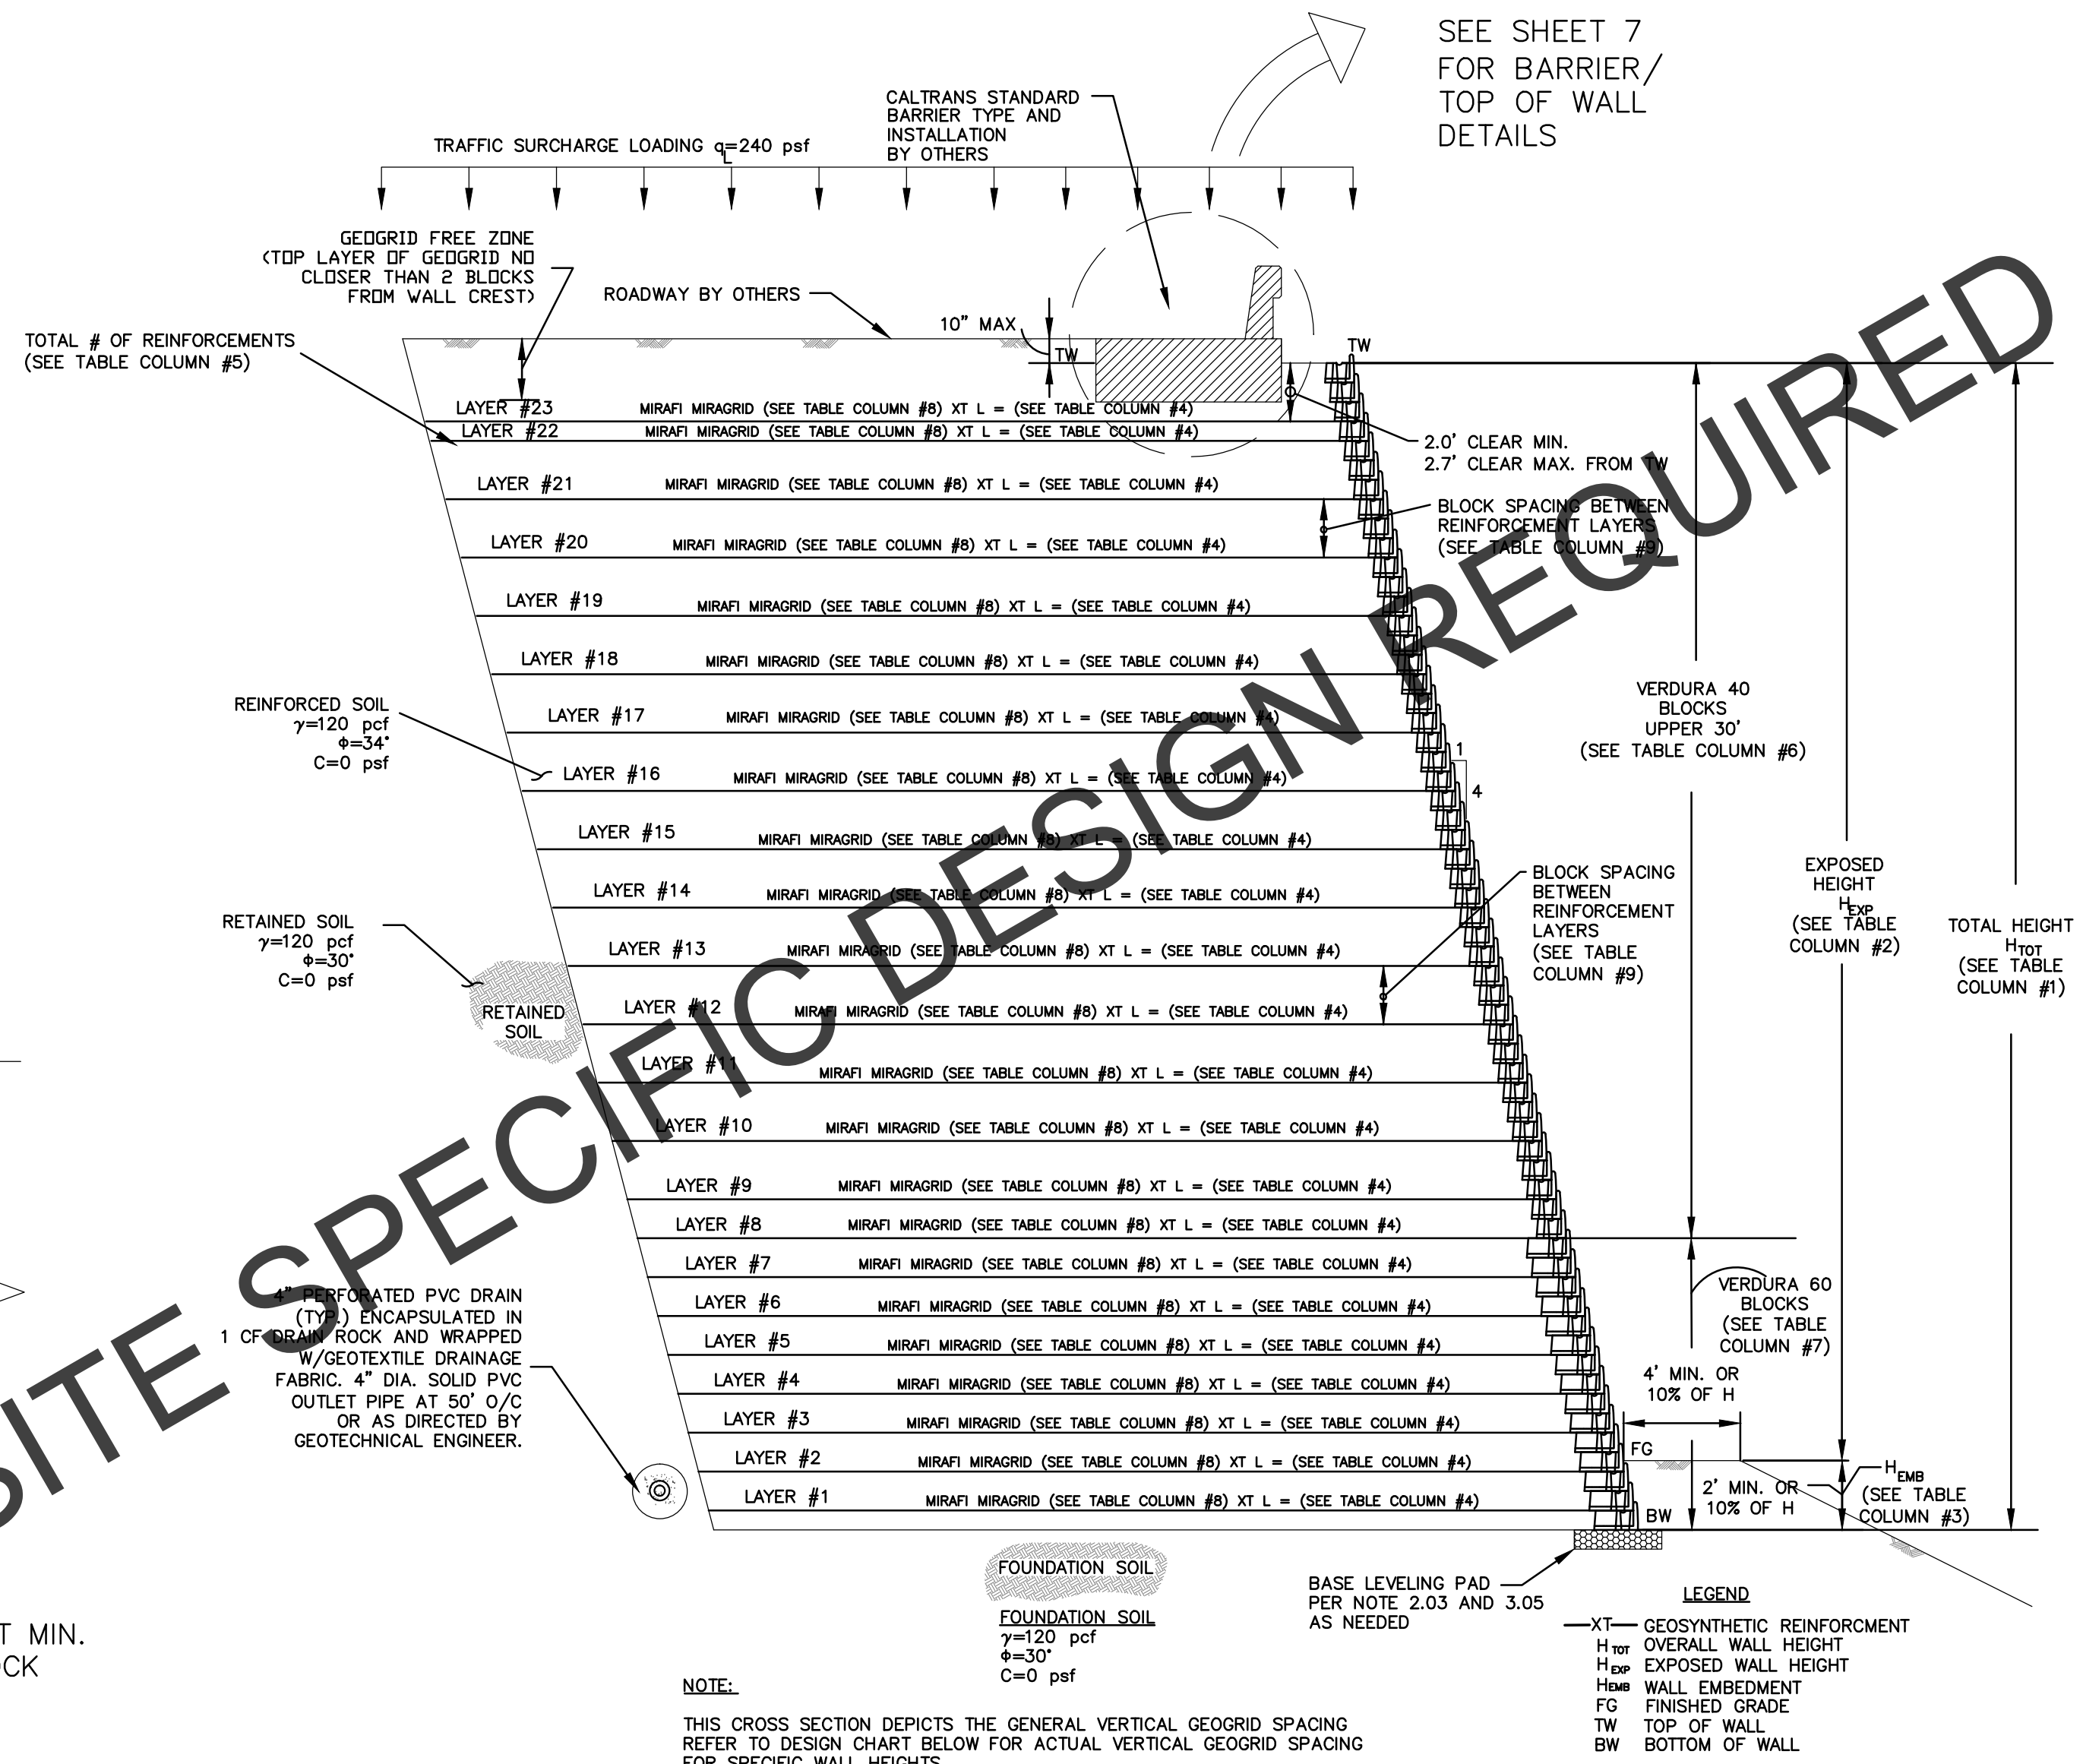 SEE SHEET 7
FOR BARRIER/
TOP OF WALL
DETAILS
CALTRANS STANDARD
BARRIER TYPE AND
INSTALLATION
BY OTHERS
TRAFFIC SURCHARGE LOADING qL=240 psf
GEOGRID FREE ZONE
(TOP LAYER OF GEOGRID NO
CLOSER THAN 2 BLOCKS
FROM WALL CREST)
ROADWAY BY OTHERS
10" MAX
TW
TW
TOTAL # OF REINFORCEMENTS
(SEE TABLE COLUMN #5)
LAYER #23 MIRAFI MIRAGRID (SEE TABLE COLUMN #8) XT L = (SEE TABLE COLUMN #4)
LAYER #22 MIRAFI MIRAGRID (SEE TABLE COLUMN #8) XT L = (SEE TABLE COLUMN #4)
2.0' CLEAR MIN.
2.7' CLEAR MAX. FROM TW
LAYER #21 MIRAFI MIRAGRID (SEE TABLE COLUMN #8) XT L = (SEE TABLE COLUMN #4)
BLOCK SPACING BETWEEN
REINFORCEMENT LAYERS
(SEE TABLE COLUMN #9)
LAYER #20 MIRAFI MIRAGRID (SEE TABLE COLUMN #8) XT L = (SEE TABLE COLUMN #4)
LAYER #19 MIRAFI MIRAGRID (SEE TABLE COLUMN #8) XT L = (SEE TABLE COLUMN #4)
LAYER #18 MIRAFI MIRAGRID (SEE TABLE COLUMN #8) XT L = (SEE TABLE COLUMN #4)
REINFORCED SOIL
γ=120 pcf
ϕ=34°
C=0 psf
LAYER #17 MIRAFI MIRAGRID (SEE TABLE COLUMN #8) XT L = (SEE TABLE COLUMN #4)
VERDURA 40
BLOCKS
UPPER 30'
(SEE TABLE COLUMN #6)
LAYER #16 MIRAFI MIRAGRID (SEE TABLE COLUMN #8) XT L = (SEE TABLE COLUMN #4)
1
4
LAYER #15 MIRAFI MIRAGRID (SEE TABLE COLUMN #8) XT L = (SEE TABLE COLUMN #4)
LAYER #14 MIRAFI MIRAGRID (SEE TABLE COLUMN #8) XT L = (SEE TABLE COLUMN #4)
BLOCK SPACING
BETWEEN
REINFORCEMENT
LAYERS
(SEE TABLE
COLUMN #9)
EXPOSED
HEIGHT
HEXP
(SEE TABLE
COLUMN #2)
TOTAL HEIGHT
HTOT
(SEE TABLE
COLUMN #1)
RETAINED SOIL
γ=120 pcf
ϕ=30°
C=0 psf
LAYER #13 MIRAFI MIRAGRID (SEE TABLE COLUMN #8) XT L = (SEE TABLE COLUMN #4)
RETAINED
SOIL
LAYER #12 MIRAFI MIRAGRID (SEE TABLE COLUMN #8) XT L = (SEE TABLE COLUMN #4)
LAYER #11 MIRAFI MIRAGRID (SEE TABLE COLUMN #8) XT L = (SEE TABLE COLUMN #4)
LAYER #10 MIRAFI MIRAGRID (SEE TABLE COLUMN #8) XT L = (SEE TABLE COLUMN #4)
LAYER #9 MIRAFI MIRAGRID (SEE TABLE COLUMN #8) XT L = (SEE TABLE COLUMN #4)
LAYER #8 MIRAFI MIRAGRID (SEE TABLE COLUMN #8) XT L = (SEE TABLE COLUMN #4)
LAYER #7 MIRAFI MIRAGRID (SEE TABLE COLUMN #8) XT L = (SEE TABLE COLUMN #4)
LAYER #6 MIRAFI MIRAGRID (SEE TABLE COLUMN #8) XT L = (SEE TABLE COLUMN #4)
LAYER #5 MIRAFI MIRAGRID (SEE TABLE COLUMN #8) XT L = (SEE TABLE COLUMN #4)
LAYER #4 MIRAFI MIRAGRID (SEE TABLE COLUMN #8) XT L = (SEE TABLE COLUMN #4)
LAYER #3 MIRAFI MIRAGRID (SEE TABLE COLUMN #8) XT L = (SEE TABLE COLUMN #4)
LAYER #2 MIRAFI MIRAGRID (SEE TABLE COLUMN #8) XT L = (SEE TABLE COLUMN #4)
LAYER #1 MIRAFI MIRAGRID (SEE TABLE COLUMN #8) XT L = (SEE TABLE COLUMN #4)
4" PERFORATED PVC DRAIN
(TYP.) ENCAPSULATED IN
1 CF DRAIN ROCK AND WRAPPED
W/GEOTEXTILE DRAINAGE
FABRIC. 4" DIA. SOLID PVC
OUTLET PIPE AT 50' O/C
OR AS DIRECTED BY
GEOTECHNICAL ENGINEER.
VERDURA 60
BLOCKS
(SEE TABLE
COLUMN #7)
4' MIN. OR
10% OF H
FG
2' MIN. OR
10% OF H
HEMB
(SEE TABLE
COLUMN #3)
BW
FOUNDATION SOIL
FOUNDATION SOIL
γ=120 pcf
ϕ=30°
C=0 psf
BASE LEVELING PAD
PER NOTE 2.03 AND 3.05
AS NEEDED
LEGEND
XT GEOSYNTHETIC REINFORCMENT
HTOT OVERALL WALL HEIGHT
HEXP EXPOSED WALL HEIGHT
HEMB WALL EMBEDMENT
FG FINISHED GRADE
TW TOP OF WALL
BW BOTTOM OF WALL
T MIN.
OCK
NOTE:
THIS CROSS SECTION DEPICTS THE GENERAL VERTICAL GEOGRID SPACING
REFER TO DESIGN CHART BELOW FOR ACTUAL VERTICAL GEOGRID SPACING
FOR SPECIFIC WALL HEIGHTS
SITE SPECIFIC DESIGN REQUIRED